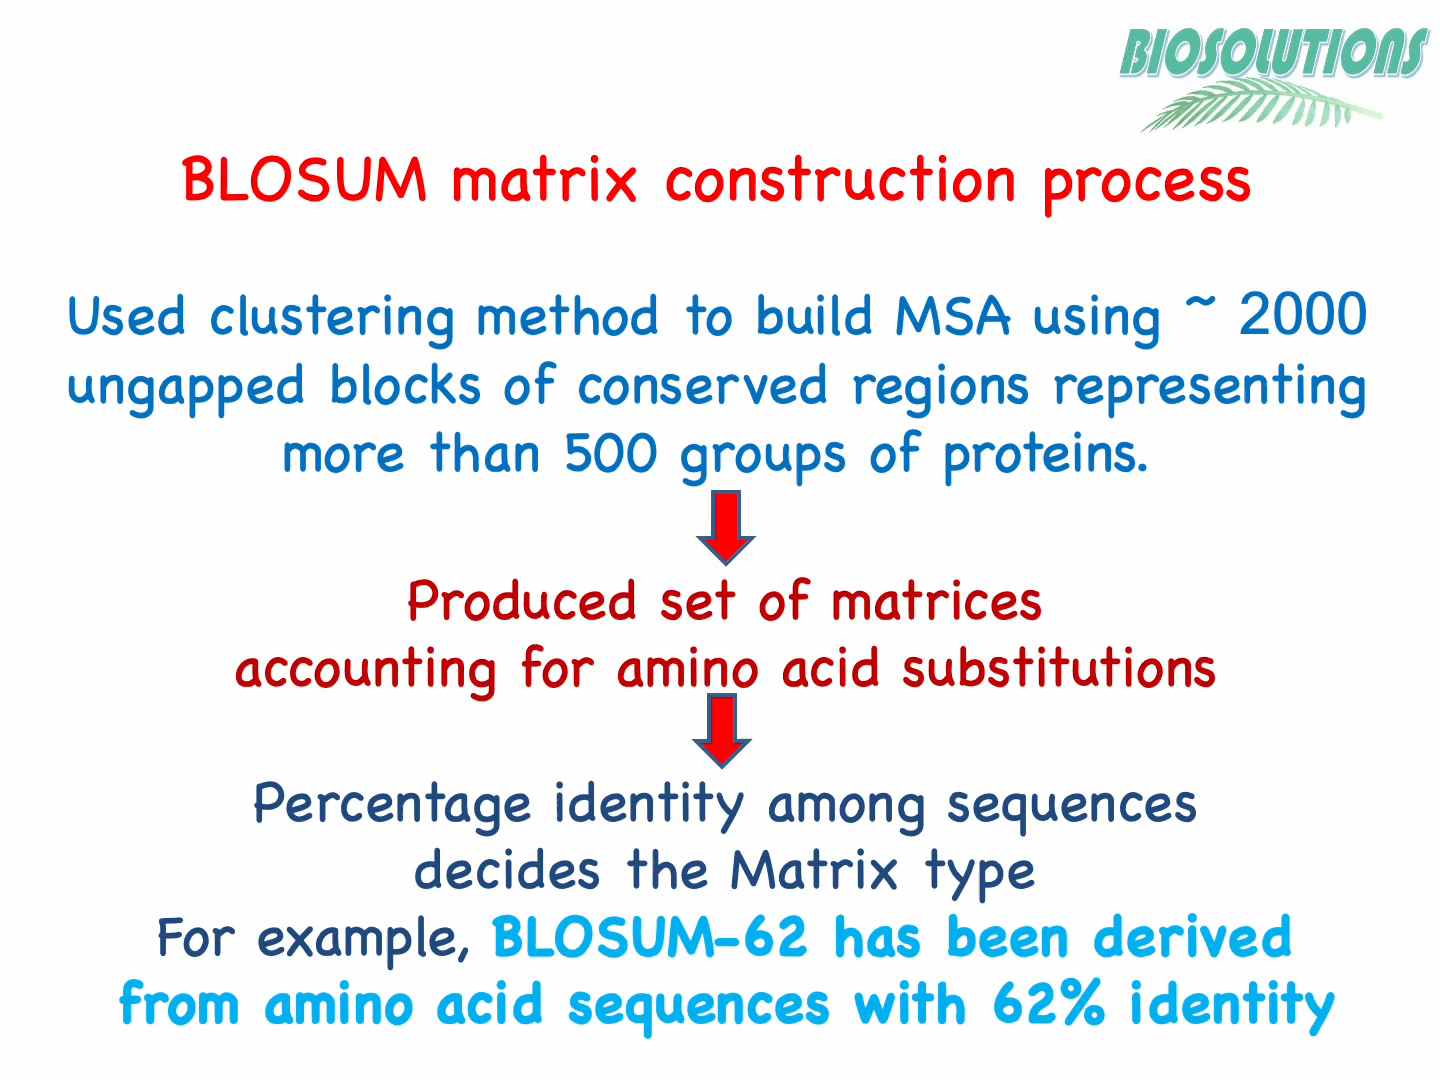 BIOSOLUTIONS
BLOSUM matrix construction process
Used clustering method to build MSA using ~ 2000
ungapped blocks of conserved regions representing
more than 500 groups of proteins.
Produced set of matrices
accounting for amino acid substitutions
Percentage identity among sequences
decides the Matrix type
For example, BLOSUM-62 has been derived
from amino acid sequences with 62% identity